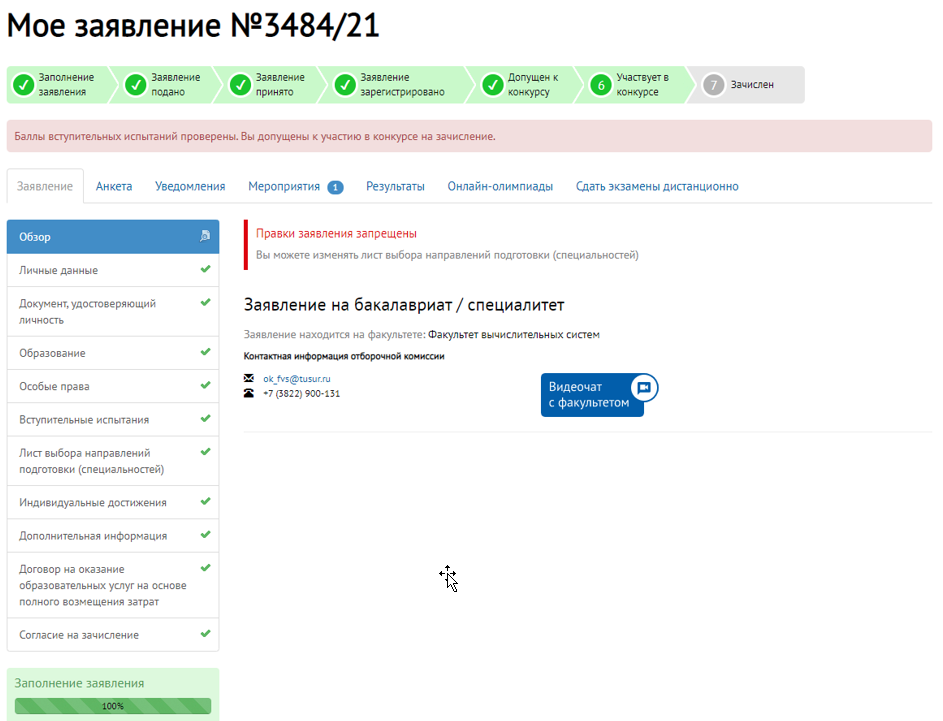 Мое заявление №3484/21
Заполнение
заявления
Заявление
подано
Заявление
принято
Заявление
зарегистрировано
Допущен к
конкурсу
6
Участвует в
конкурсе
7
Зачислен
Баллы вступительных испытаний проверены. Вы допущены к участию в конкурсе на зачисление.
Заявление
Анкета
Уведомления
Мероприятия 1
Результаты
Онлайн-олимпиады
Сдать экзамены дистанционно
Обзор
Личные данные
Документ, удостоверяющий
личность
Образование
Особые права
Вступительные испытания
Лист выбора направлений
подготовки (специальностей)
Индивидуальные достижения
Дополнительная информация
Договор на оказание
образовательных услуг на основе
полного возмещения затрат
Согласие на зачисление
Заполнение заявления
100%
Правки заявления запрещены
Вы можете изменять лист выбора направлений подготовки (специальностей)
Заявление на бакалавриат / специалитет
Заявление находится на факультете: Факультет вычислительных систем
Контактная информация отборочной комиссии
ok_fvs@tusur.ru
+7 (3822) 900-131
Видеочат
с факультетом